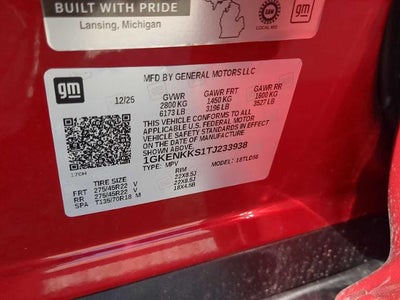 BUILT WITH PRIDE
Lansing, Michigan
LOCAL 602
gm
gm
MFD BY GENERAL MOTORS LLC
12/25 GVWR GAWR FRT GAWR RR
2800 KG 1450 KG 1600 KG
6173 LB 3196 LB 3527 LB
THIS VEHICLE CONFORMS TO ALL
APPLICABLE U.S. FEDERAL MOTOR
VEHICLE SAFETY STANDARDS IN EFFECT
ON THE DATE OF MANUFACTURE
SHOWN ABOVE.
1GKENKKS1TJ233938
TYPE: MPV MODEL:
TIRE SIZE RIM
FRT 275/45R22 V 22X8.5J
RR 275/45R22 V 22X8.5J
SPA T135/70R18 M 18X4.5B